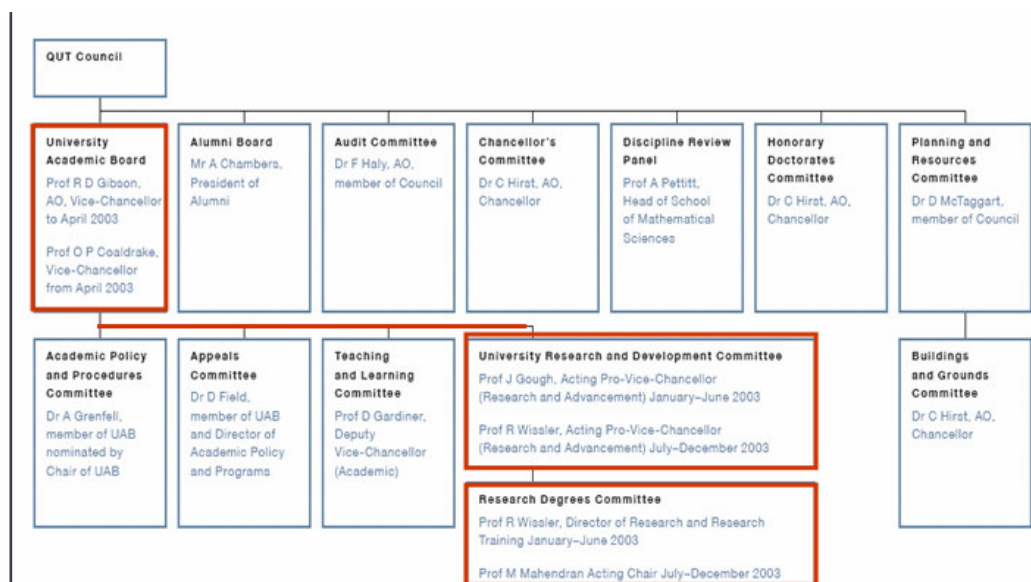 QUT Council
University
Academic Board
Prof R D Gibson,
AO, Vice-Chancellor
to April 2003
Prof O P Coaldrake,
Vice-Chancellor
from April 2003
Alumni Board
Mr A Chambers,
President of
Alumni
Audit Committee
Dr F Haly, AO,
member of Council
Chancellor's
Committee
Dr C Hirst, AO,
Chancellor
Discipline Review
Panel
Prof A Pettitt,
Head of School
of Mathematical
Sciences
Honorary
Doctorates
Committee
Dr C Hirst, AO,
Chancellor
Planning and
Resources
Committee
Dr D McTaggart,
member of Council
Academic Policy
and Procedures
Committee
Dr A Grenfell,
member of UAB
nominated by
Chair of UAB
Appeals
Committee
Dr D Field,
member of UAB
and Director of
Academic Policy
and Programs
Teaching
and Learning
Committee
Prof D Gardiner,
Deputy
Vice-Chancellor
(Academic)
University Research and Development Committee
Prof J Gough, Acting Pro-Vice-Chancellor
(Research and Advancement) January–June 2003
Prof R Wissler, Acting Pro-Vice-Chancellor
(Research and Advancement) July–December 2003
Research Degrees Committee
Prof R Wissler, Director of Research and Research
Training January–June 2003
Prof M Mahendran Acting Chair July–December 2003
Buildings
and Grounds
Committee
Dr C Hirst, AO,
Chancellor